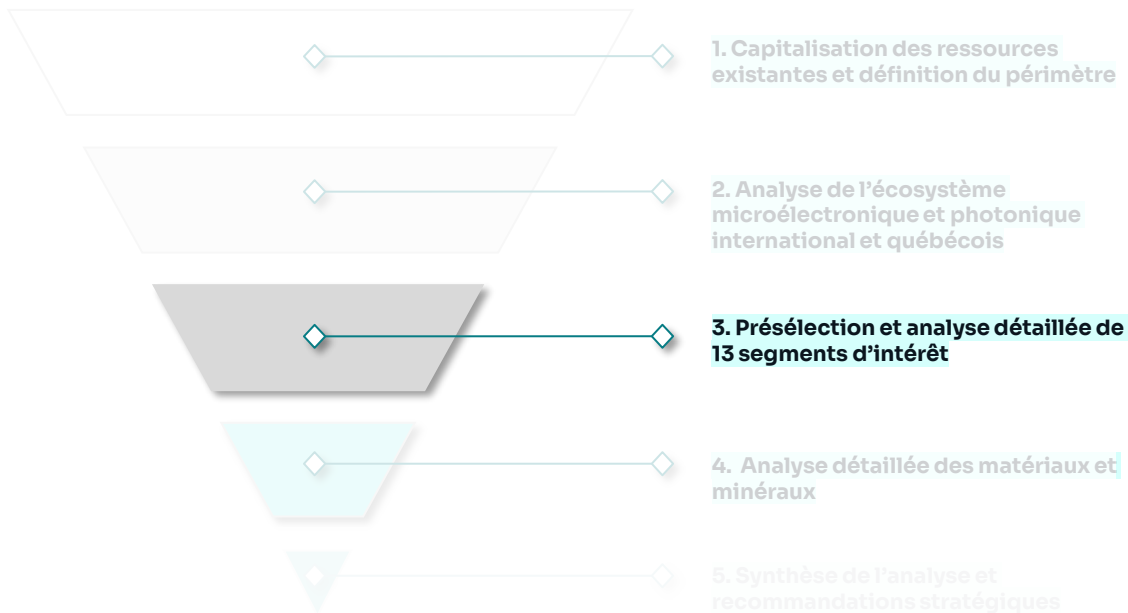 1. Capitalisation des ressources
existantes et définition du périmètre
2. Analyse de l’écosystème
microélectronique et photonique
international et québécois
3. Présélection et analyse détaillée de
13 segments d’intérêt
4.  Analyse détaillée des matériaux et
minéraux
5. Synthèse de l’analyse et
recommandations stratégiques